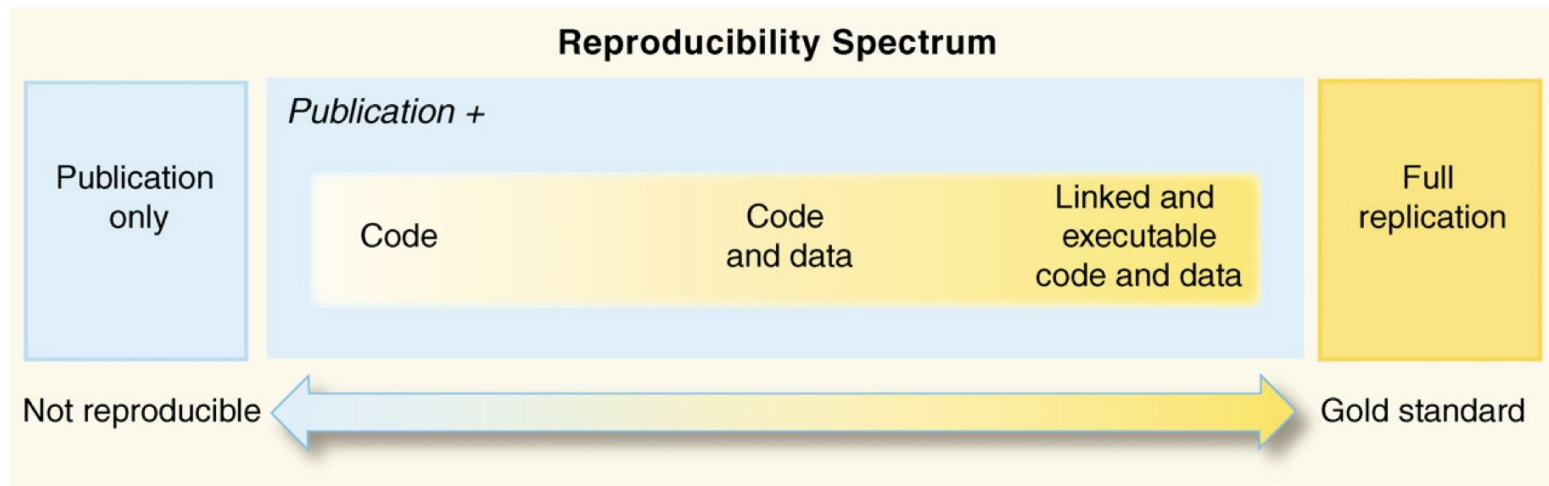 Reproducibility Spectrum
Publication
only
Publication +
Code
Code
and data
Linked and
executable
code and data
Full
replication
Not reproducible
Gold standard